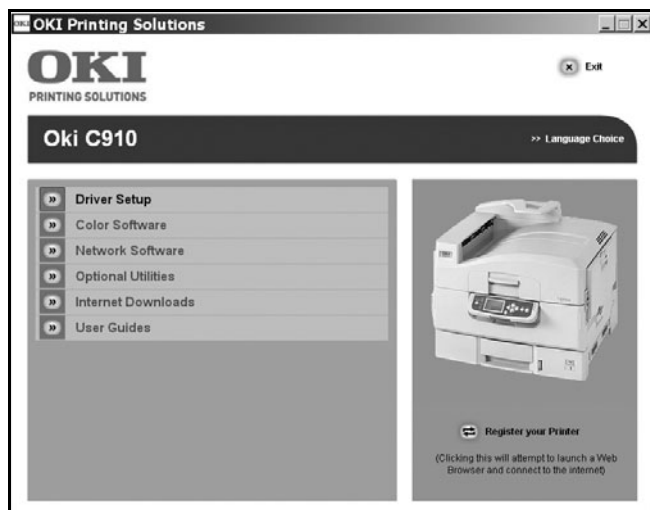 OKI Printing Solutions
OKI
PRINTING SOLUTIONS
Exit
Oki C910
>> Language Choice
Driver Setup
Color Software
Network Software
Optional Utilities
Internet Downloads
User Guides
Register your Printer
(Clicking this will attempt to launch a Web
Browser and connect to the internet)